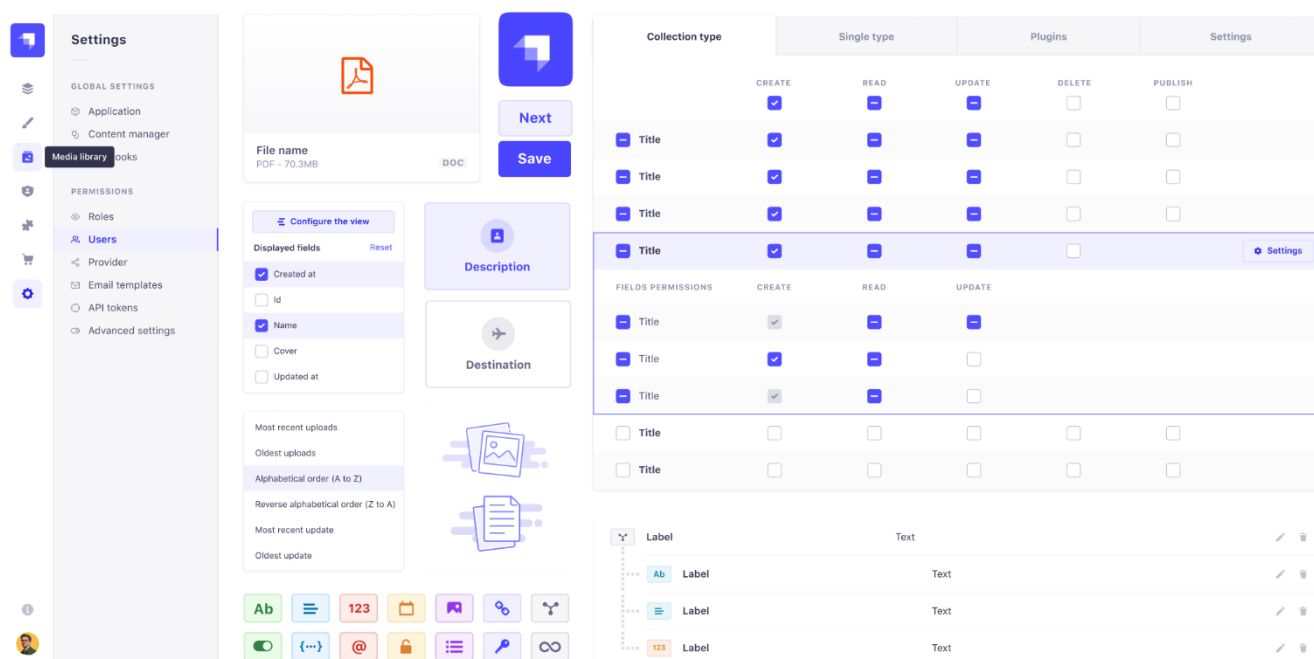 Settings
GLOBAL SETTINGS
Application
Content manager
Media library
ooks
PERMISSIONS
Roles
Users
Provider
Email templates
API tokens
Advanced settings
File name
PDF - 70.3MB
DOC
Next
Save
Configure the view
Displayed fields Reset
Created at
Id
Name
Cover
Updated at
Description
Destination
Most recent uploads
Oldest uploads
Alphabetical order (A to Z)
Reverse alphabetical order (Z to A)
Most recent update
Oldest update
Ab
123
{···}
@
Collection type Single type Plugins Settings
CREATE READ UPDATE DELETE PUBLISH
Title
Title
Title
Title Settings
FIELDS PERMISSIONS CREATE READ UPDATE
Title
Title
Title
Title
Title
Label Text
Ab Label Text
Label Text
123 Label Text